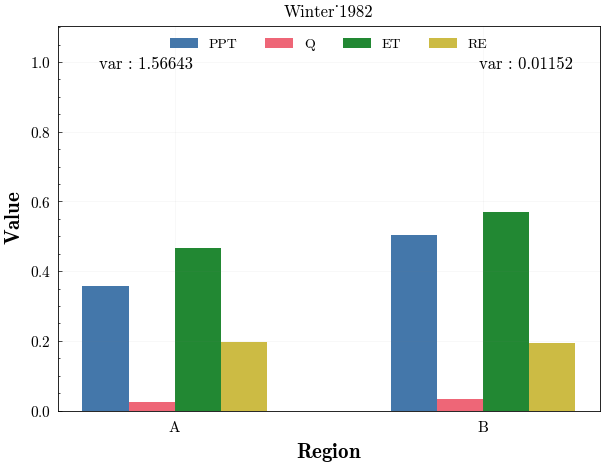 Winter˙1982
PPT Q ET RE
var : 1.56643 var : 0.01152
1.0
0.8
0.6
0.4
0.2
0.0
Value
A B
Region